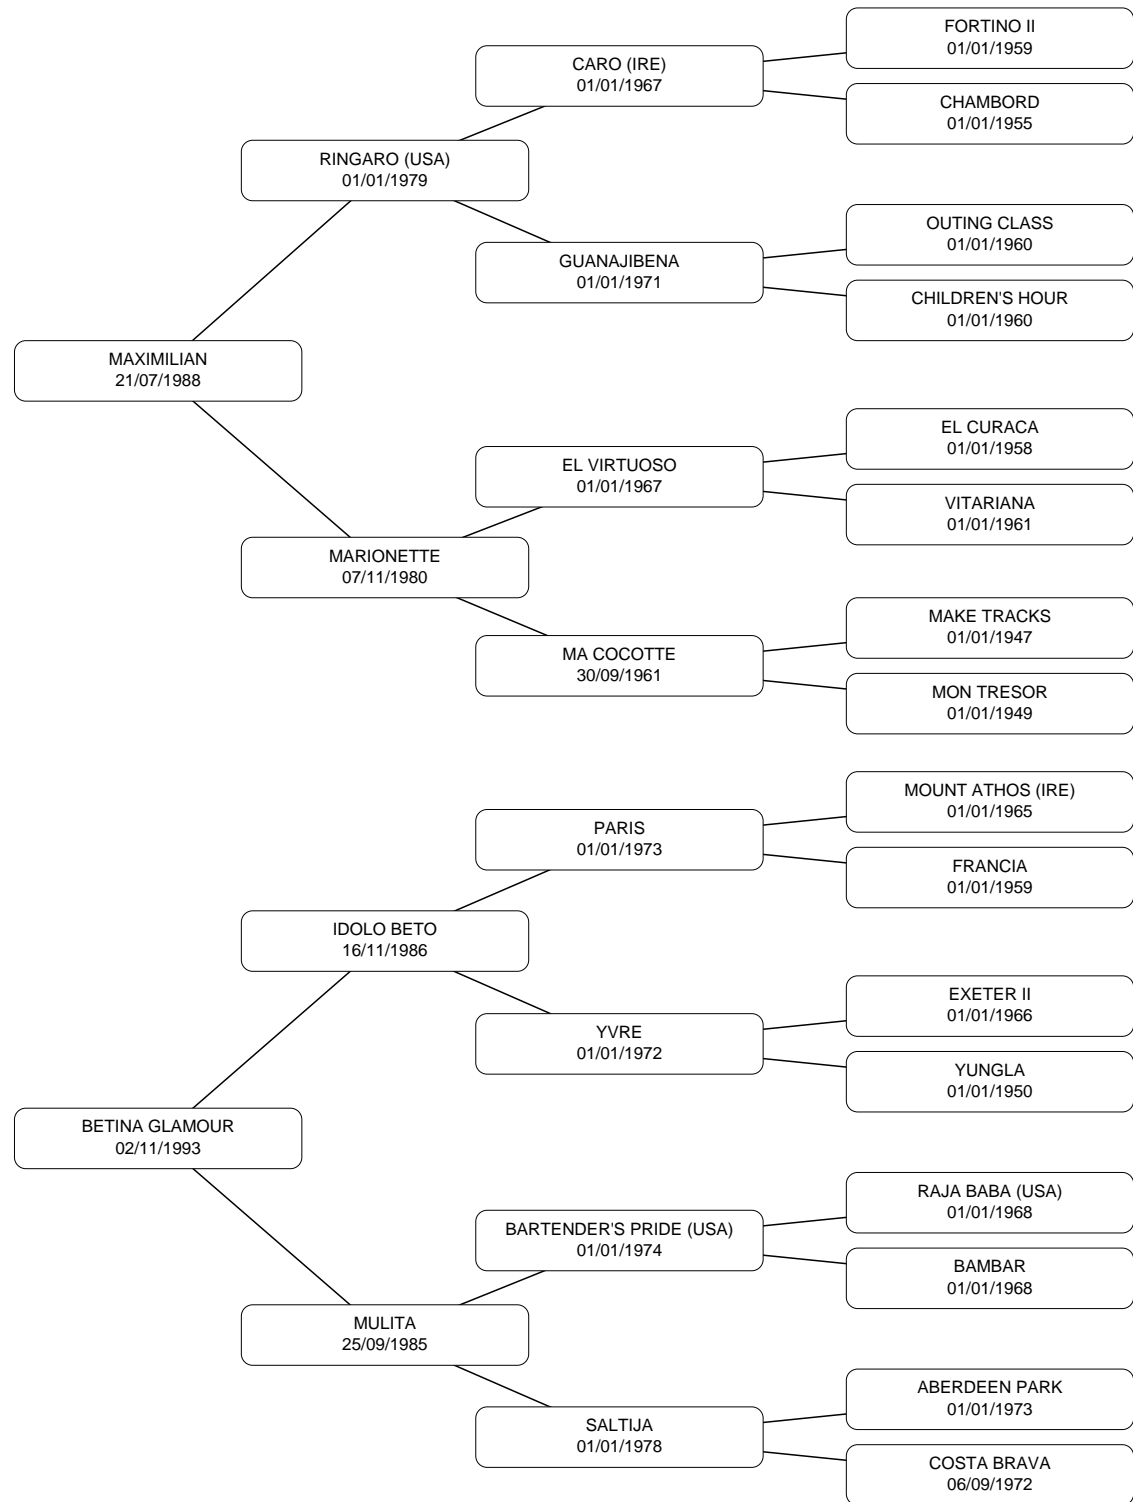 FORTINO II
01/01/1959
CARO (IRE)
01/01/1967
CHAMBORD
01/01/1955
RINGARO (USA)
01/01/1979
OUTING CLASS
01/01/1960
GUANAJIBENA
01/01/1971
CHILDREN'S HOUR
01/01/1960
MAXIMILIAN
21/07/1988
EL CURACA
01/01/1958
EL VIRTUOSO
01/01/1967
VITARIANA
01/01/1961
MARIONETTE
07/11/1980
MAKE TRACKS
01/01/1947
MA COCOTTE
30/09/1961
MON TRESOR
01/01/1949
MOUNT ATHOS (IRE)
01/01/1965
PARIS
01/01/1973
FRANCIA
01/01/1959
IDOLO BETO
16/11/1986
EXETER II
01/01/1966
YVRE
01/01/1972
YUNGLA
01/01/1950
BETINA GLAMOUR
02/11/1993
RAJA BABA (USA)
01/01/1968
BARTENDER'S PRIDE (USA)
01/01/1974
BAMBAR
01/01/1968
MULITA
25/09/1985
ABERDEEN PARK
01/01/1973
SALTIJA
01/01/1978
COSTA BRAVA
06/09/1972